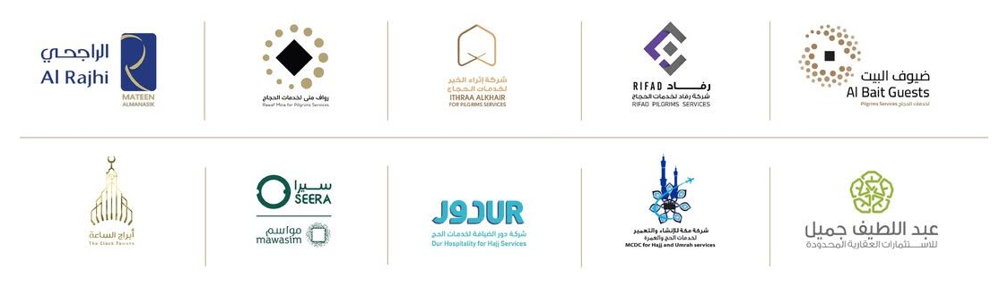 الراجحي
Al Rajhi
MATEEN
ALMANASIK
رواف منى لخدمات الحجاج
Rawaf Mina for Pilgrims Services
شركة إثراء الخير
لخدمات الحجاج
ITHRAA ALKHAIR
FOR PILGRIMS SERVICES
RIFAD رفاد
شركة رفاد لخدمات الحجاج
RIFAD PILGRIMS SERVICES
ضيوف البيت
Al Bait Guests
Pilgrims Services لخدمات الحجاج
أبراج الساعة
The Clock Towers
سيرا
SEERA
مواسم
mawasim
دور DUR
شركة دور الضيافة لخدمات الحج
Dur Hospitality for Hajj Services
شركة مكة للإنشاء والتعمير
لخدمات الحج والعمرة
MCDC for Hajj and Umrah services
عبد اللطيف جميل
للاستثمارات العقارية المحدودة